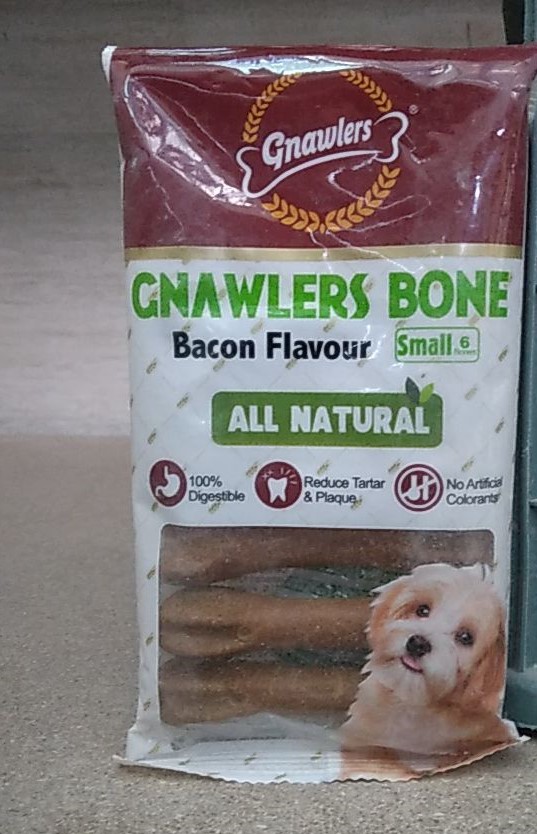 Gnawlers®
GNAWLERS BONE
Bacon Flavour
Small 6
ALL NATURAL
100%
Digestible
Reduce Tartar
& Plaque
No Artificial
Colorants